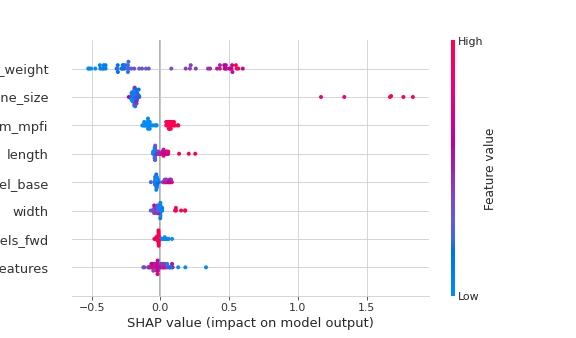 High
_weight
ne_size
m_mpfi
length
el_base
width
els_fwd
eatures
Feature value
Low
−0.5 0.0 0.5 1.0 1.5
SHAP value (impact on model output)